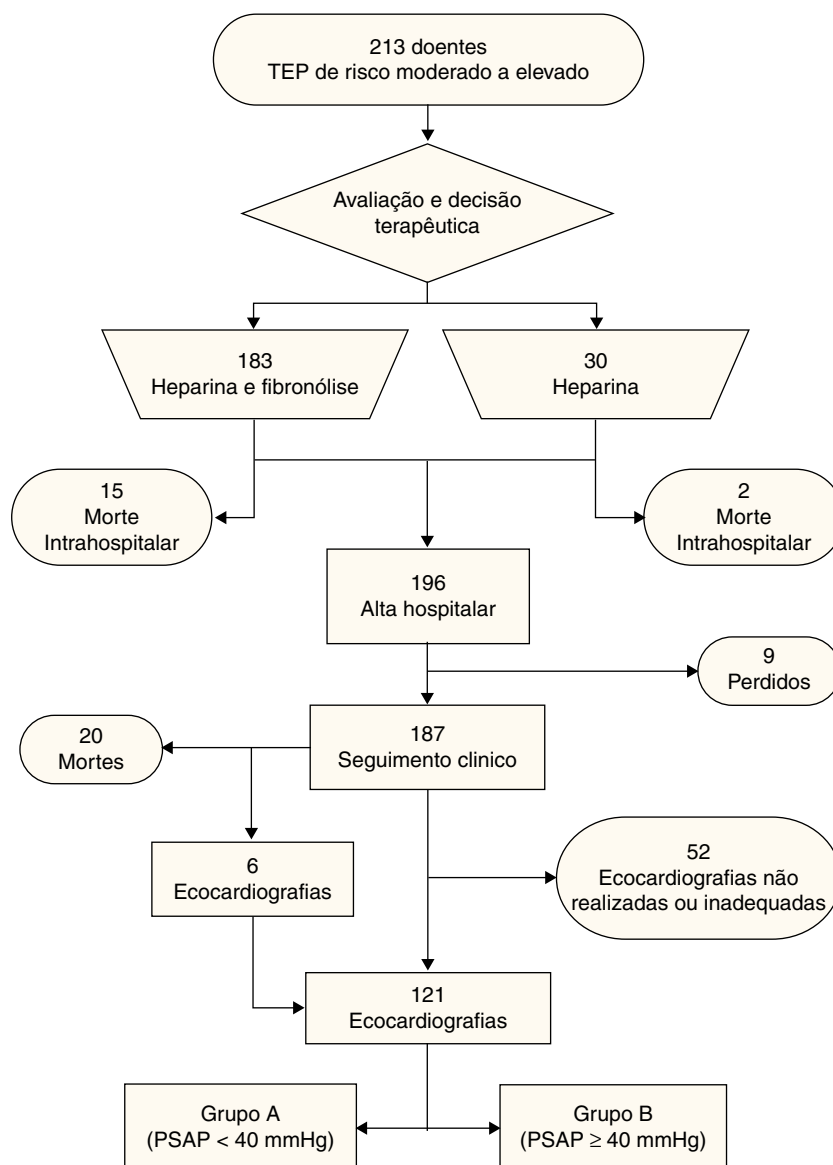 213 doentes
TEP de risco moderado a elevado
Avaliação e decisão
terapêutica
183
Heparina e fibronólise
30
Heparina
15
Morte
Intrahospitalar
2
Morte
Intrahospitalar
196
Alta hospitalar
9
Perdidos
187
Seguimento clinico
20
Mortes
6
Ecocardiografias
52
Ecocardiografias não
realizadas ou inadequadas
121
Ecocardiografias
Grupo A
(PSAP < 40 mmHg)
Grupo B
(PSAP ≥ 40 mmHg)